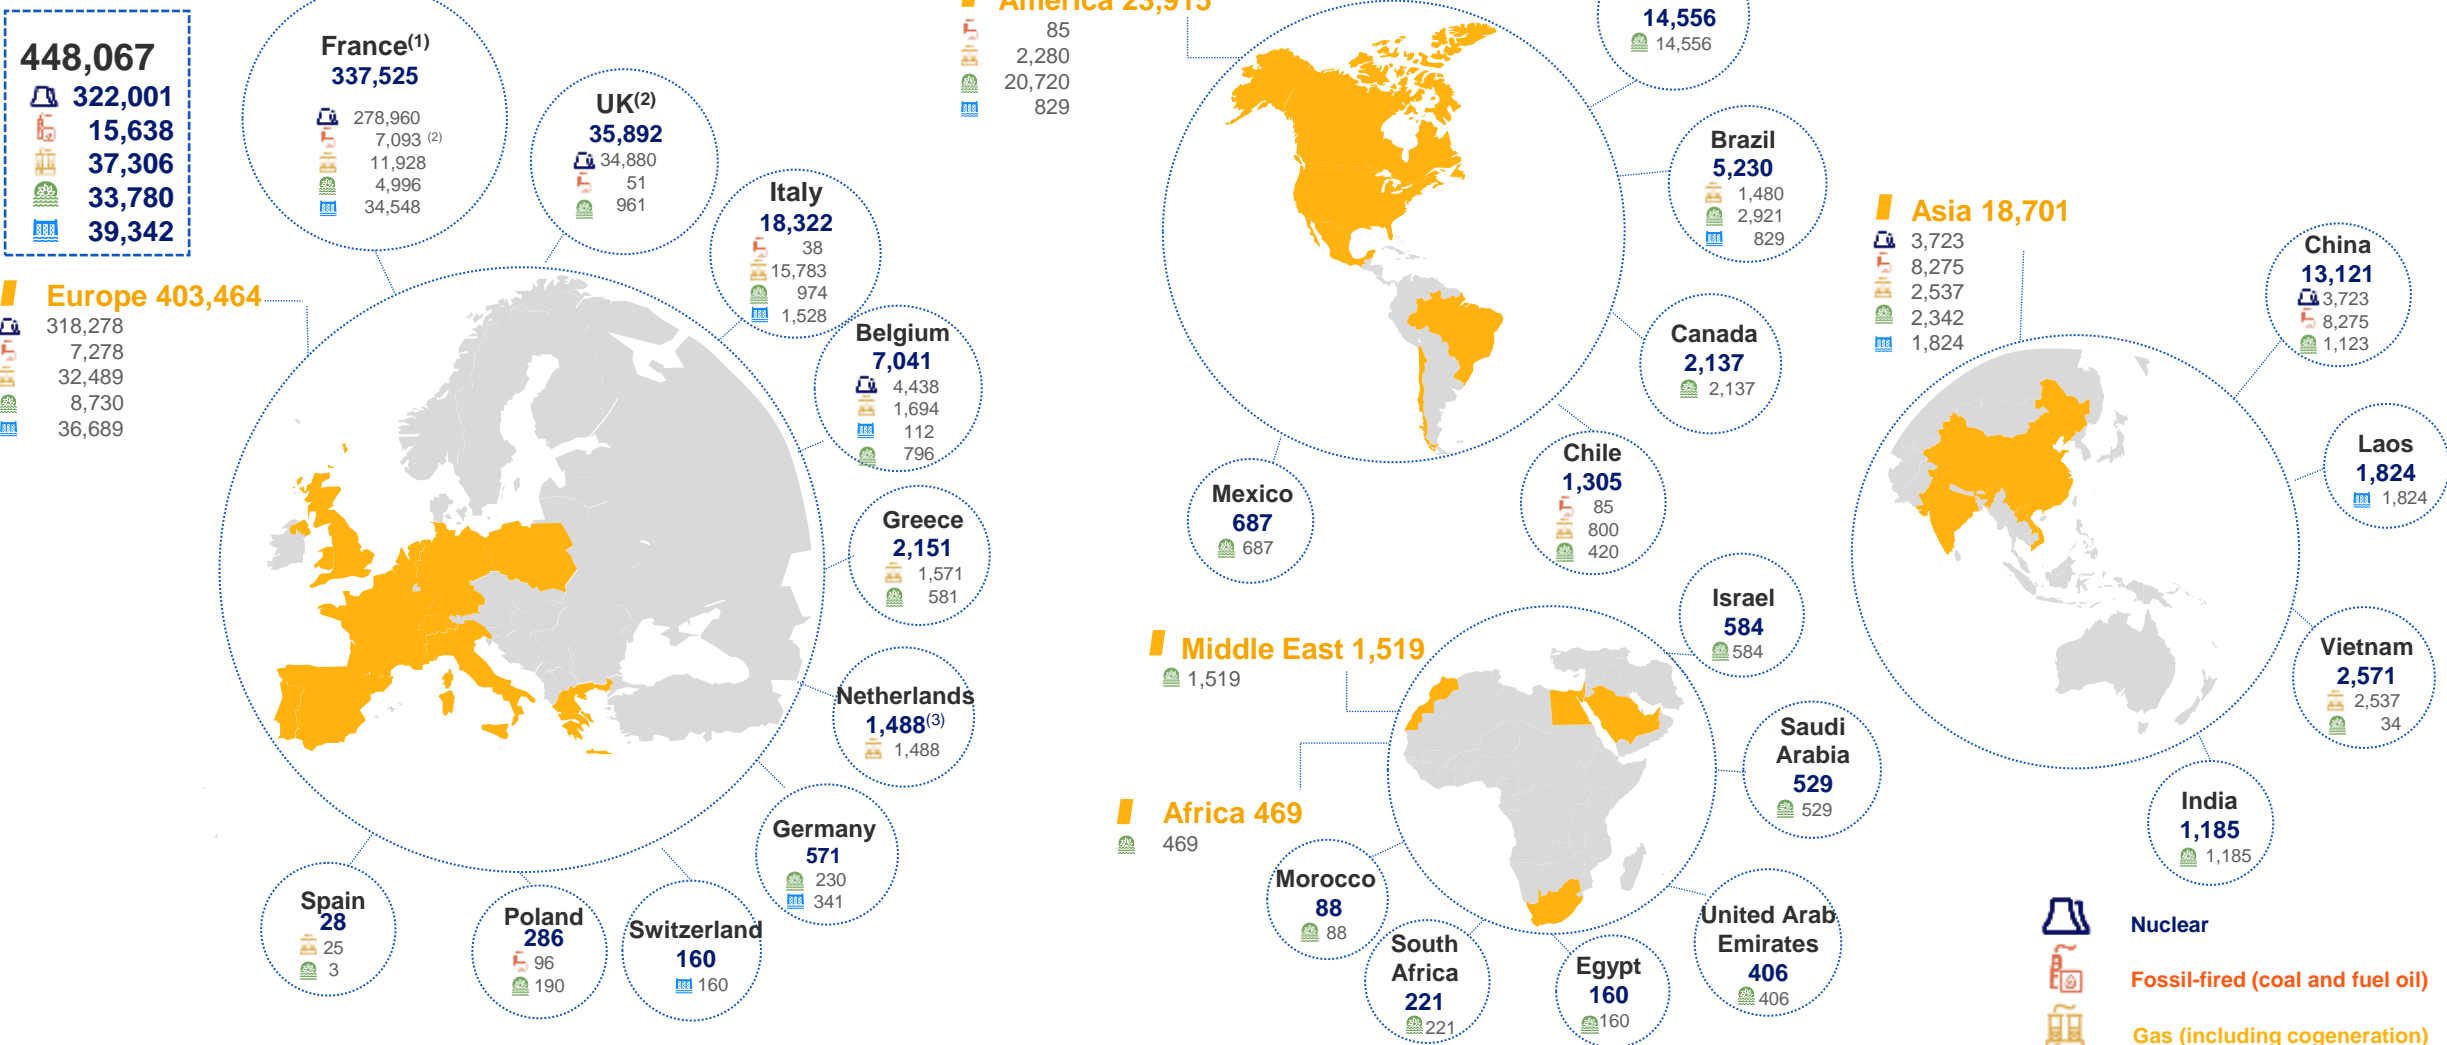 448,067
322,001
15,638
37,306
33,780
39,342
France(1)
337,525
278,960
7,093 (2)
11,928
4,996
34,548
UK(2)
35,892
34,880
51
961
Italy
18,322
38
15,783
974
1,528
Belgium
7,041
4,438
1,694
112
796
Greece
2,151
1,571
581
Netherlands
1,488(3)
1,488
Germany
571
230
341
Switzerland
160
160
Poland
286
96
190
Spain
28
25
3
Europe 403,464
318,278
7,278
32,489
8,730
36,689
America 23,915
85
2,280
20,720
829
14,556
14,556
Brazil
5,230
1,480
2,921
829
Canada
2,137
2,137
Chile
1,305
85
800
420
Mexico
687
687
Middle East 1,519
1,519
Africa 469
469
Israel
584
584
Saudi
Arabia
529
529
United Arab
Emirates
406
406
Egypt
160
160
South
Africa
221
221
Morocco
88
88
Asia 18,701
3,723
8,275
2,537
2,342
1,824
China
13,121
3,723
8,275
1,123
Laos
1,824
1,824
Vietnam
2,571
2,537
34
India
1,185
1,185
Nuclear
Fossil-fired (coal and fuel oil)
Gas (including cogeneration)